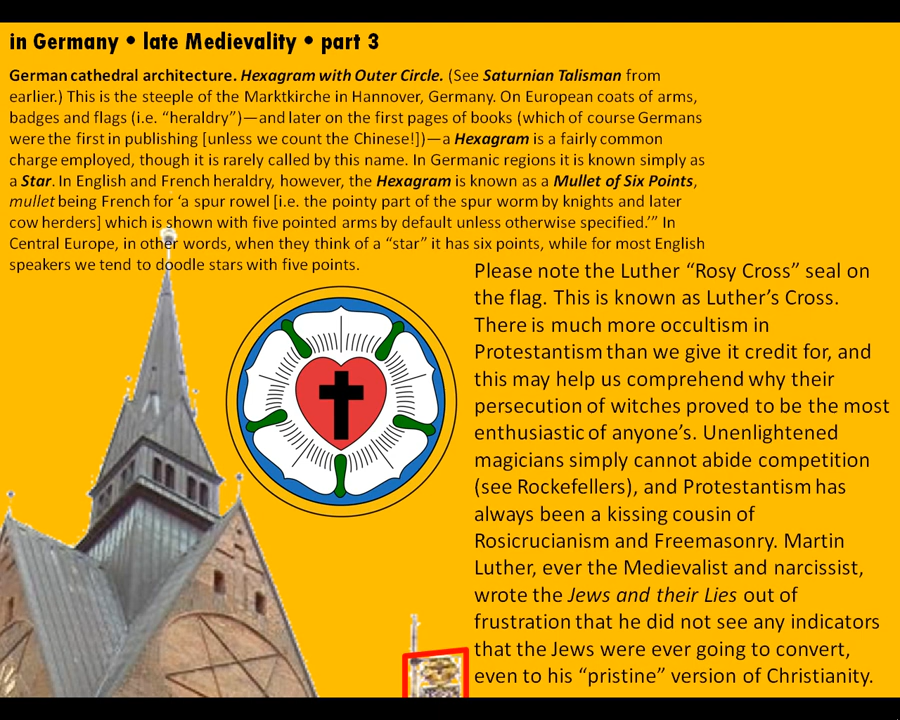 in Germany • late Medievality • part 3
German cathedral architecture. Hexagram with Outer Circle. (See Saturnian Talisman from
earlier.) This is the steeple of the Marktkirche in Hannover, Germany. On European coats of arms,
badges and flags (i.e. “heraldry”)—and later on the first pages of books (which of course Germans
were the first in publishing [unless we count the Chinese!])—a Hexagram is a fairly common
charge employed, though it is rarely called by this name. In Germanic regions it is known simply as
a Star. In English and French heraldry, however, the Hexagram is known as a Mullet of Six Points,
mullet being French for ‘a spur rowel [i.e. the pointy part of the spur worm by knights and later
cow herders] which is shown with five pointed arms by default unless otherwise specified.’” In
Central Europe, in other words, when they think of a “star” it has six points, while for most English
speakers we tend to doodle stars with five points.
Please note the Luther “Rosy Cross” seal on
the flag. This is known as Luther’s Cross.
There is much more occultism in
Protestantism than we give it credit for, and
this may help us comprehend why their
persecution of witches proved to be the most
enthusiastic of anyone’s. Unenlightened
magicians simply cannot abide competition
(see Rockefellers), and Protestantism has
always been a kissing cousin of
Rosicrucianism and Freemasonry. Martin
Luther, ever the Medievalist and narcissist,
wrote the Jews and their Lies out of
frustration that he did not see any indicators
that the Jews were ever going to convert,
even to his “pristine” version of Christianity.